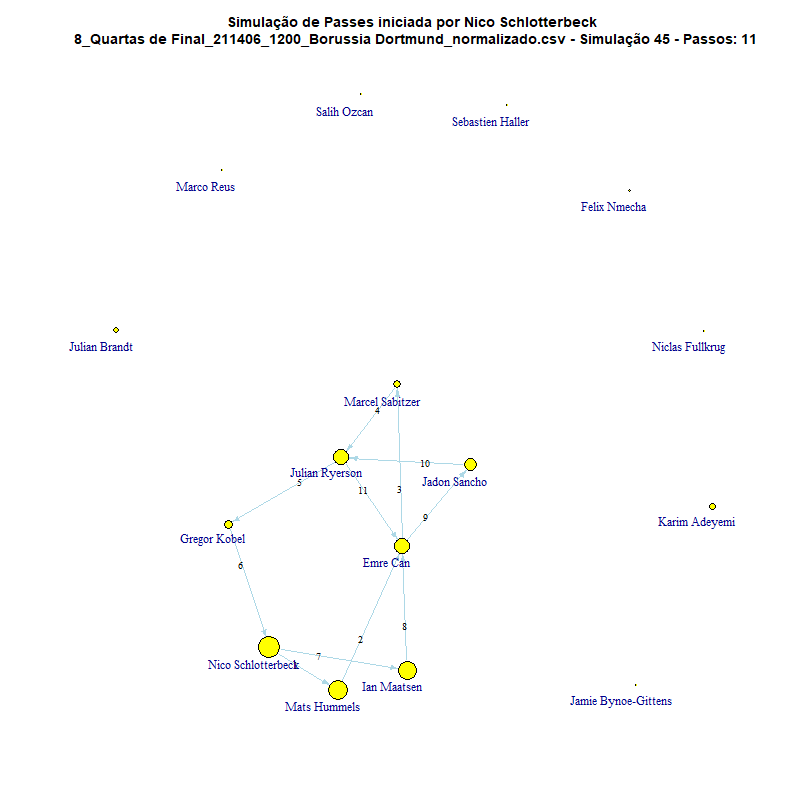 Simulação de Passes iniciada por Nico Schlotterbeck
8_Quartas de Final_211406_1200_Borussia Dortmund_normalizado.csv - Simulação 45 - Passos: 11
Salih Ozcan
Sebastien Haller
Marco Reus
Felix Nmecha
Julian Brandt
Niclas Fullkrug
Marcel Sabitzer
4
10
Julian Ryerson
Jadon Sancho
5
11
3
9
Karim Adeyemi
Gregor Kobel
Emre Can
6
8
2
7
Nico Schlotterbeck
1
Ian Maatsen
Mats Hummels
Jamie Bynoe-Gittens